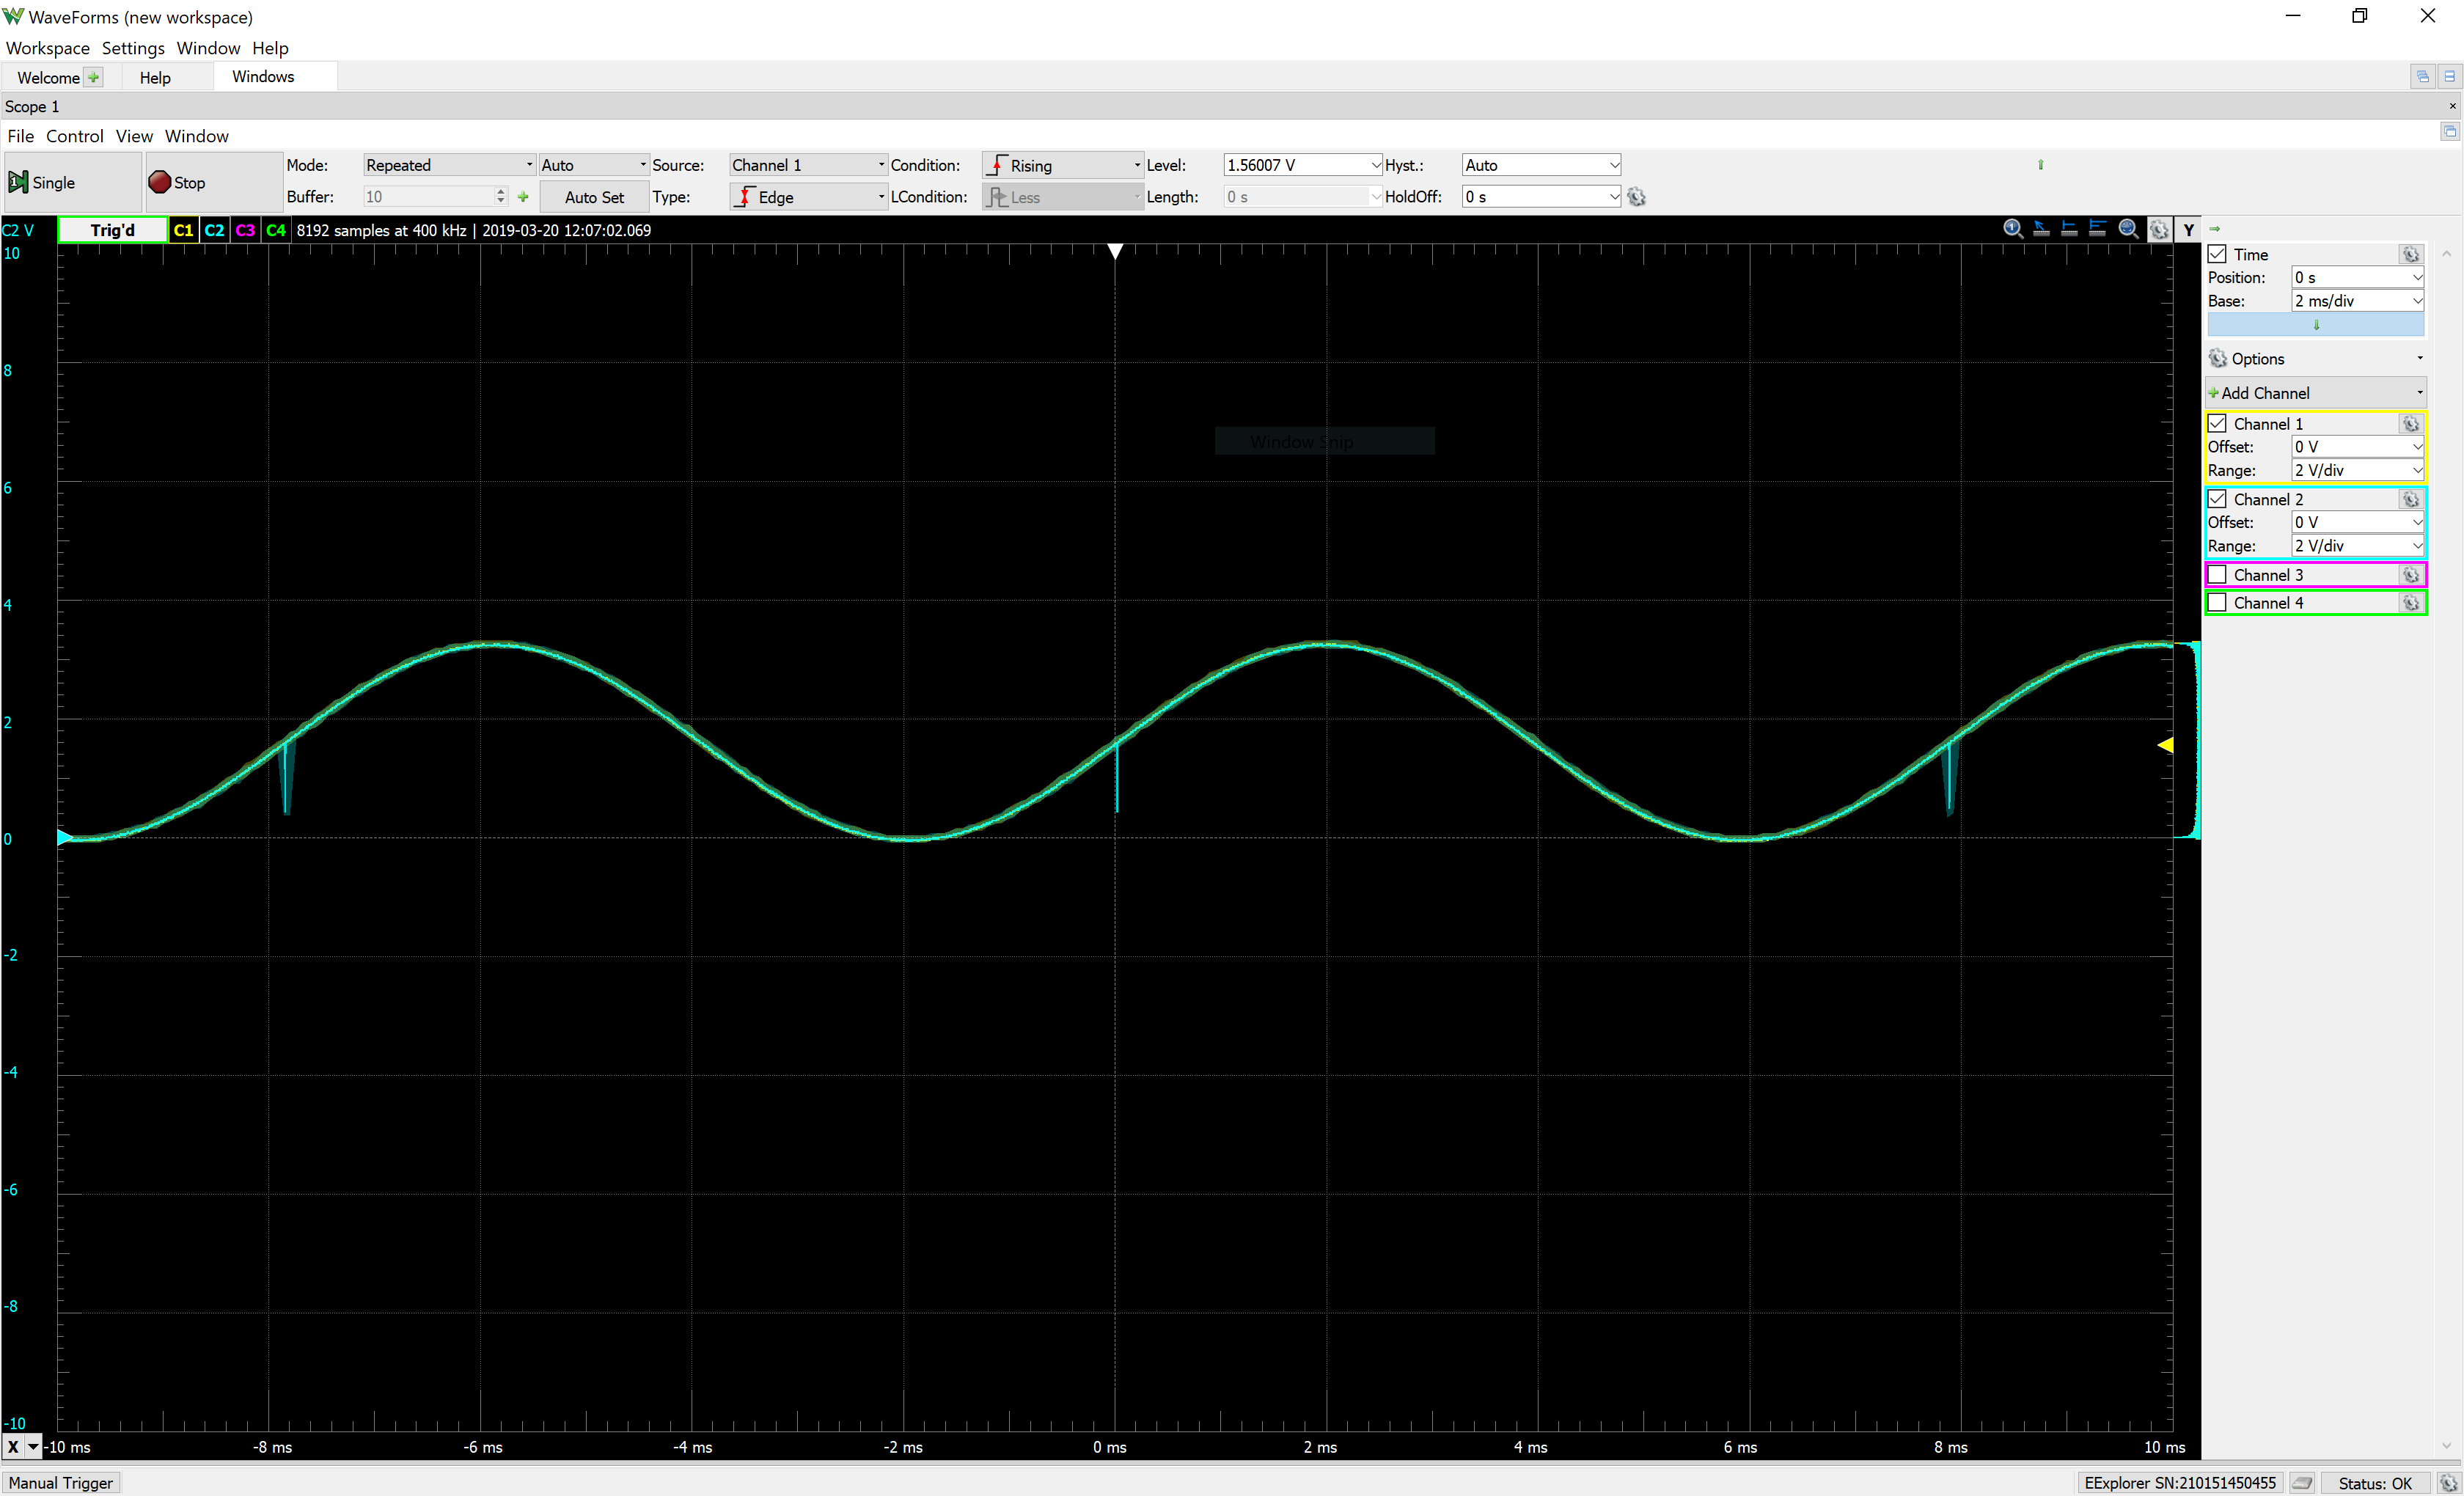 WaveForms (new workspace)
Workspace Settings Window Help
Welcome Help Windows
Scope 1
File Control View Window
Single Stop Mode: Repeated Auto Source: Channel 1 Condition: Rising Level: 1.56007 V Hyst.: Auto
Buffer: 10 Auto Set Type: Edge LCondition: Less Length: 0 s HoldOff: 0 s
C2 V Trig'd C1 C2 C3 C4 8192 samples at 400 kHz | 2019-03-20 12:07:02.069 Y
10
8
6
4
2
0
-2
-4
-6
-8
-10
Window Snip
X -10 ms -8 ms -6 ms -4 ms -2 ms 0 ms 2 ms 4 ms 6 ms 8 ms 10 ms
Time
Position: 0 s
Base: 2 ms/div
Options
Add Channel
Channel 1
Offset: 0 V
Range: 2 V/div
Channel 2
Offset: 0 V
Range: 2 V/div
Channel 3
Channel 4
Manual Trigger EExplorer SN:210151450455 Status: OK